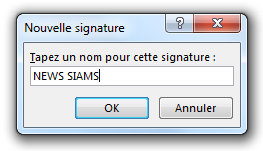 Nouvelle signature
?
Tapez un nom pour cette signature :
NEWS SIAMS
OK
Annuler